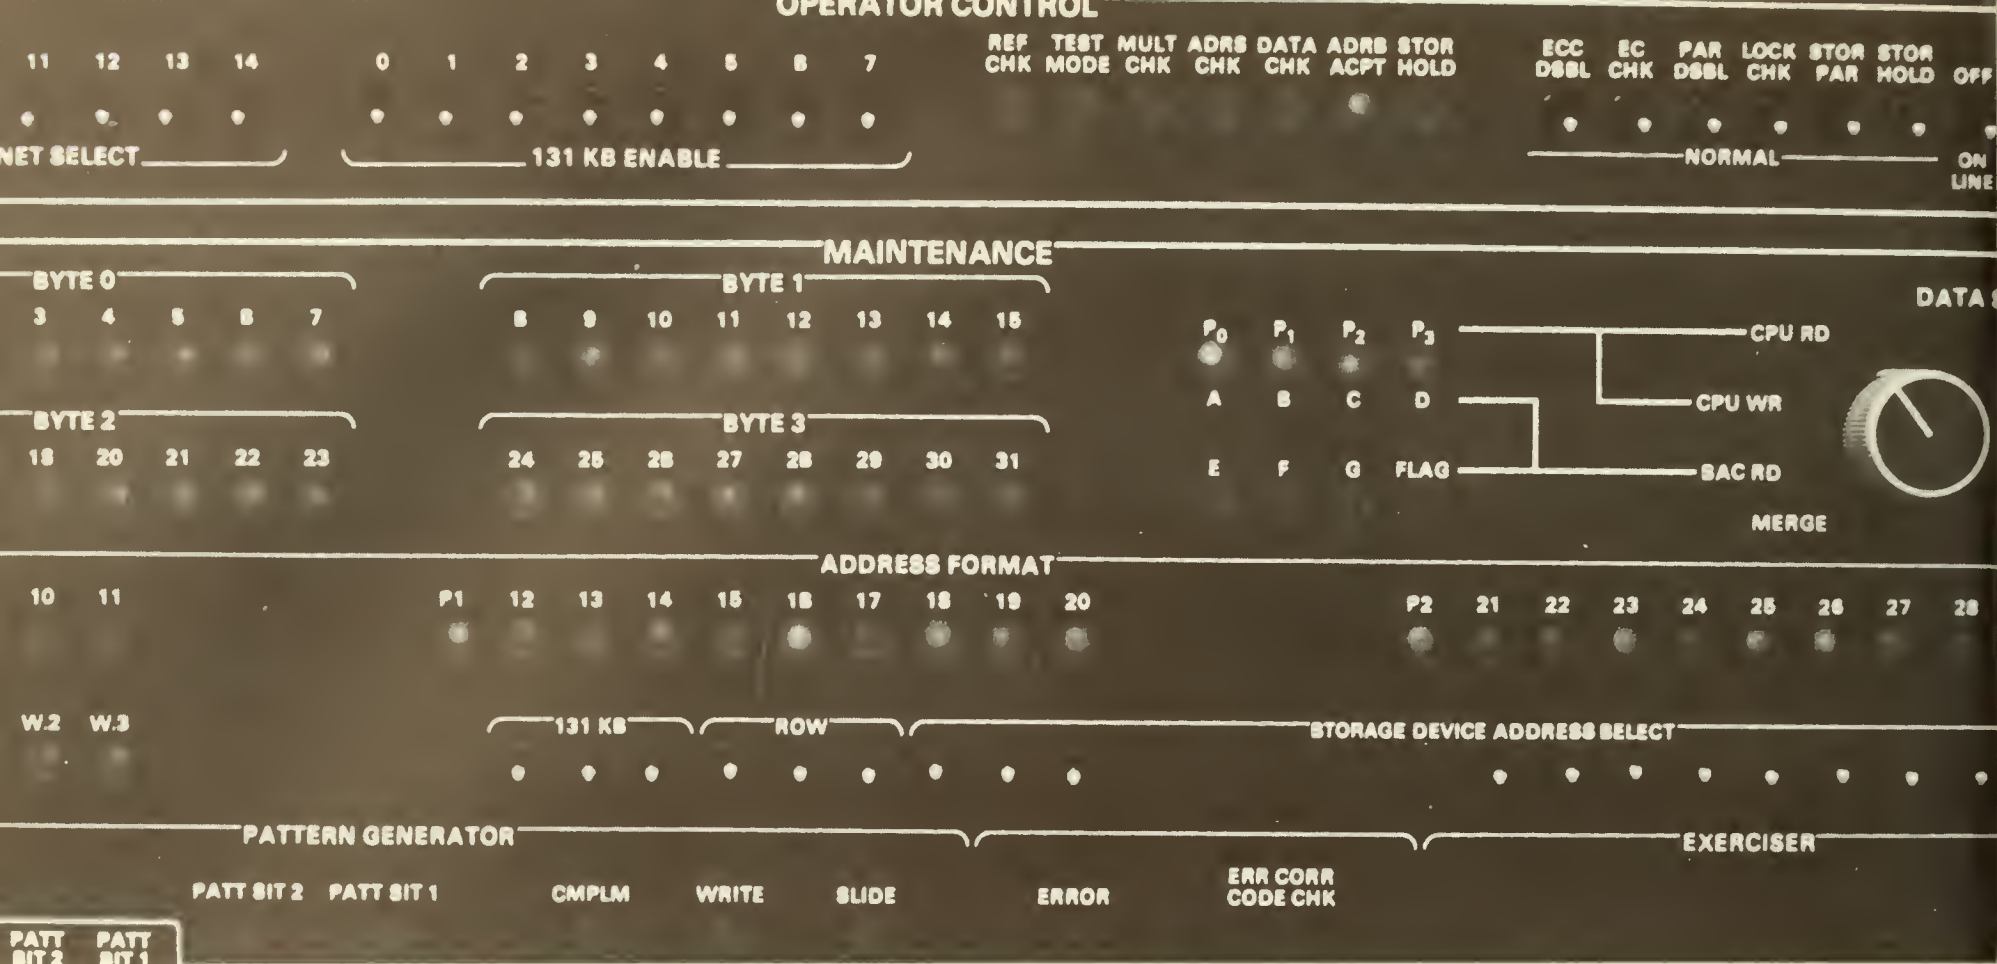 OPERATOR CONTROL
REF CHK TEST MODE MULT CHK ADRS CHK DATA CHK ADRS ACPT STOR HOLD
ECC DSBL EC CHK PAR DSBL LOCK CHK STOR PAR STOR HOLD OFF
11 12 13 14 0 1 2 3 4 5 6 7
NET SELECT 131 KB ENABLE NORMAL ON LINE
MAINTENANCE
BYTE 0 BYTE 1 DATA
3 4 5 6 7 8 9 10 11 12 13 14 15 P0 P1 P2 P3 CPU RD
A B C D CPU WR
BYTE 2 BYTE 3
19 20 21 22 23 24 25 26 27 28 29 30 31 E F G FLAG BAC RD
MERGE
ADDRESS FORMAT
10 11 P1 12 13 14 15 16 17 18 19 20 P2 21 22 23 24 25 26 27 28
W.2 W.3 131 KB ROW STORAGE DEVICE ADDRESS SELECT
PATTERN GENERATOR EXERCISER
PATT BIT 2 PATT BIT 1 CMPLM WRITE SLIDE ERROR ERR CORR CODE CHK
PATT BIT 2 PATT BIT 1